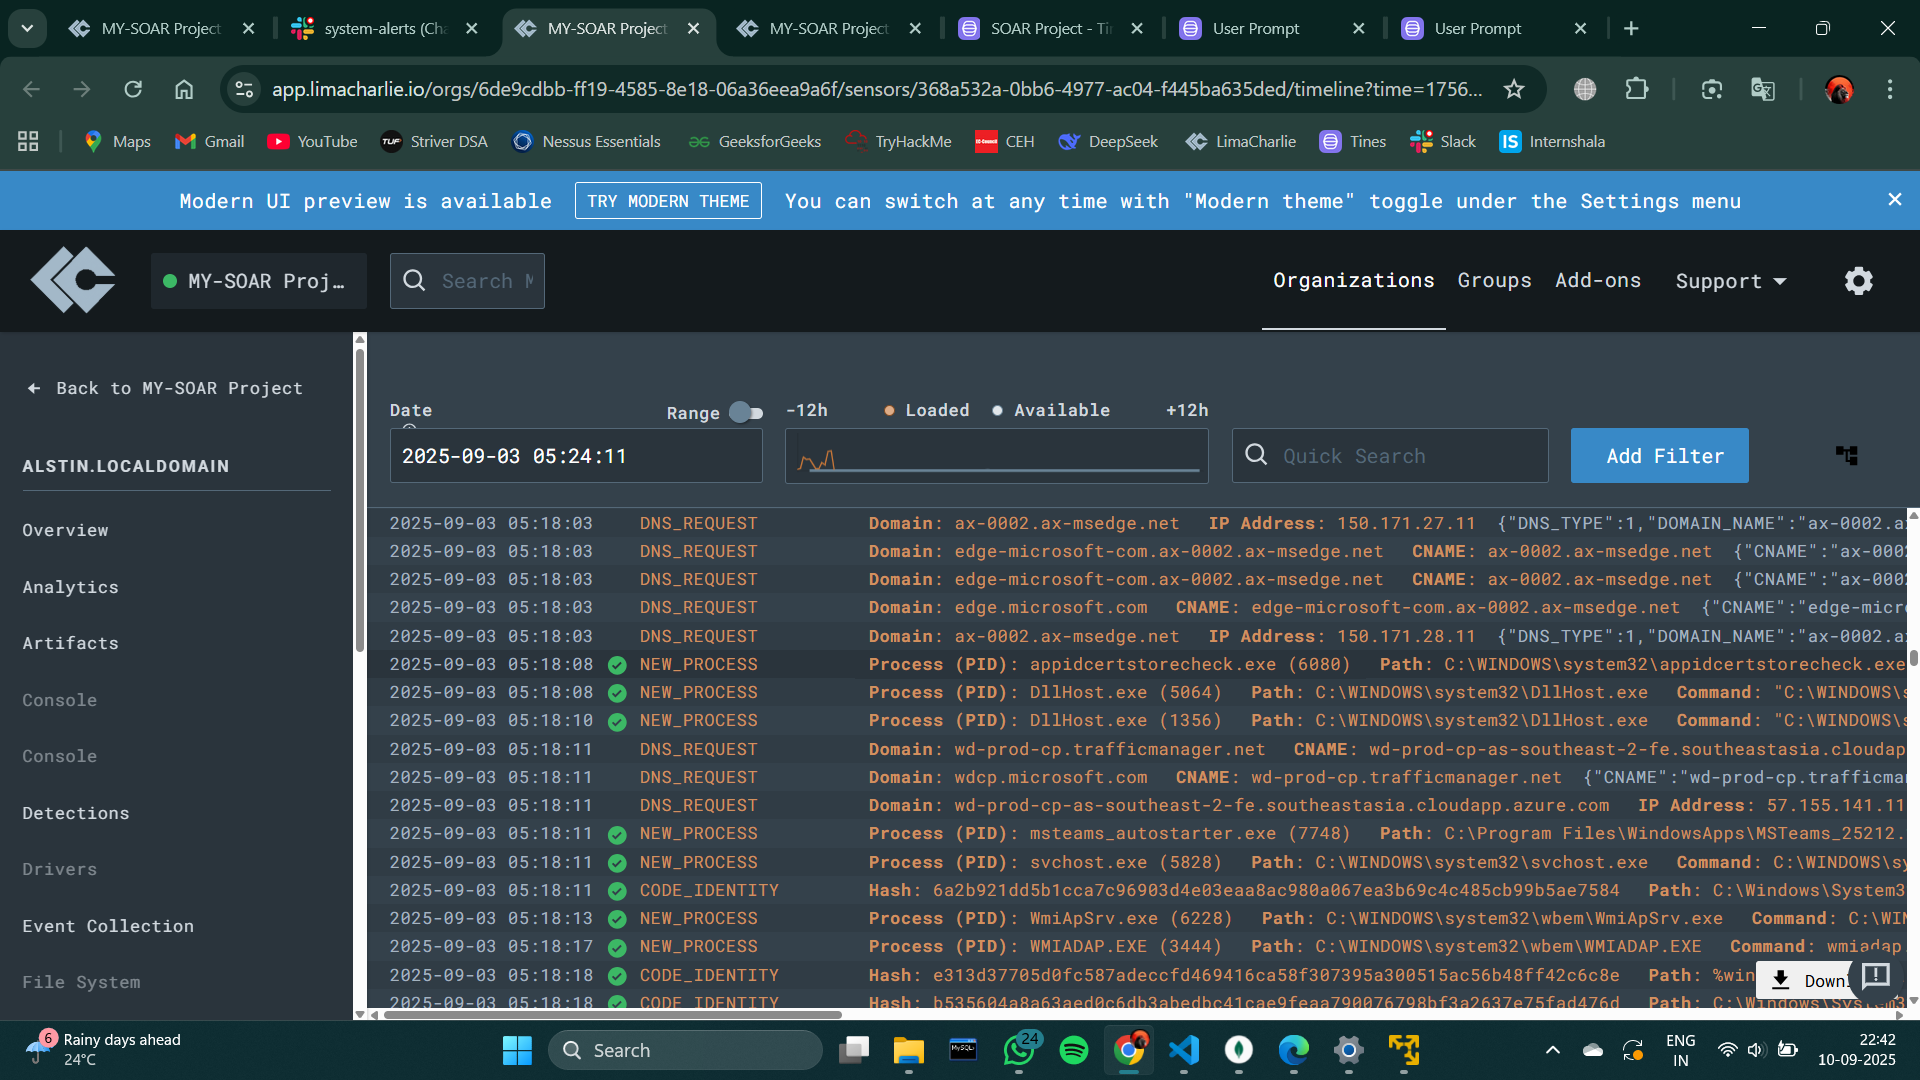 MY-SOAR Project
system-alerts (Cha
MY-SOAR Project
MY-SOAR Project
SOAR Project - Tin
User Prompt
User Prompt
app.limacharlie.io/orgs/6de9cdbb-ff19-4585-8e18-06a36eea9a6f/sensors/368a532a-0bb6-4977-ac04-f445ba635ded/timeline?time=1756...
Maps
Gmail
YouTube
TUF Striver DSA
Nessus Essentials
GeeksforGeeks
TryHackMe
CEH
DeepSeek
LimaCharlie
Tines
Slack
IS Internshala
Modern UI preview is available TRY MODERN THEME You can switch at any time with "Modern theme" toggle under the Settings menu
MY-SOAR Proj…
Search M
Organizations Groups Add-ons Support
Back to MY-SOAR Project
ALSTIN.LOCALDOMAIN
Overview
Analytics
Artifacts
Console
Console
Detections
Drivers
Event Collection
File System
Date Range -12h Loaded Available +12h
2025-09-03 05:24:11
Quick Search
Add Filter
2025-09-03 05:18:03 DNS_REQUEST Domain: ax-0002.ax-msedge.net IP Address: 150.171.27.11 {"DNS_TYPE":1,"DOMAIN_NAME":"ax-0002.a
2025-09-03 05:18:03 DNS_REQUEST Domain: edge-microsoft-com.ax-0002.ax-msedge.net CNAME: ax-0002.ax-msedge.net {"CNAME":"ax-000
2025-09-03 05:18:03 DNS_REQUEST Domain: edge-microsoft-com.ax-0002.ax-msedge.net CNAME: ax-0002.ax-msedge.net {"CNAME":"ax-000
2025-09-03 05:18:03 DNS_REQUEST Domain: edge.microsoft.com CNAME: edge-microsoft-com.ax-0002.ax-msedge.net {"CNAME":"edge-micr
2025-09-03 05:18:03 DNS_REQUEST Domain: ax-0002.ax-msedge.net IP Address: 150.171.28.11 {"DNS_TYPE":1,"DOMAIN_NAME":"ax-0002.a
2025-09-03 05:18:08 NEW_PROCESS Process (PID): appidcertstorecheck.exe (6080) Path: C:\WINDOWS\system32\appidcertstorecheck.exe
2025-09-03 05:18:08 NEW_PROCESS Process (PID): DllHost.exe (5064) Path: C:\WINDOWS\system32\DllHost.exe Command: "C:\WINDOWS\s
2025-09-03 05:18:10 NEW_PROCESS Process (PID): DllHost.exe (1356) Path: C:\WINDOWS\system32\DllHost.exe Command: "C:\WINDOWS\s
2025-09-03 05:18:11 DNS_REQUEST Domain: wd-prod-cp.trafficmanager.net CNAME: wd-prod-cp-as-southeast-2-fe.southeastasia.cloudap
2025-09-03 05:18:11 DNS_REQUEST Domain: wdcp.microsoft.com CNAME: wd-prod-cp.trafficmanager.net {"CNAME":"wd-prod-cp.trafficma
2025-09-03 05:18:11 DNS_REQUEST Domain: wd-prod-cp-as-southeast-2-fe.southeastasia.cloudapp.azure.com IP Address: 57.155.141.11
2025-09-03 05:18:11 NEW_PROCESS Process (PID): msteams_autostarter.exe (7748) Path: C:\Program Files\WindowsApps\MSTeams_25212.
2025-09-03 05:18:11 NEW_PROCESS Process (PID): svchost.exe (5828) Path: C:\WINDOWS\system32\svchost.exe Command: C:\WINDOWS\sy
2025-09-03 05:18:11 CODE_IDENTITY Hash: 6a2b921dd5b1cca7c96903d4e03eaa8ac980a067ea3b69c4c485cb99b5ae7584 Path: C:\Windows\System3
2025-09-03 05:18:13 NEW_PROCESS Process (PID): WmiApSrv.exe (6228) Path: C:\WINDOWS\system32\wbem\WmiApSrv.exe Command: C:\WIN
2025-09-03 05:18:17 NEW_PROCESS Process (PID): WMIADAP.EXE (3444) Path: C:\WINDOWS\system32\wbem\WMIADAP.EXE Command: wmiadap.
2025-09-03 05:18:18 CODE_IDENTITY Hash: e313d37705d0fc587adeccfd469416ca58f307395a300515ac56b48ff42c6c8e Path: %win
2025-09-03 05:18:18 CODE_IDENTITY Hash: b535604a8a63aed0c6db3abedbc41cae9feaa790076798bf3a2637e75fad476d Path: C:\Windows\System3
Down
6
Rainy days ahead
24°C
Search
MySQL
24
ENG
IN
22:42
10-09-2025